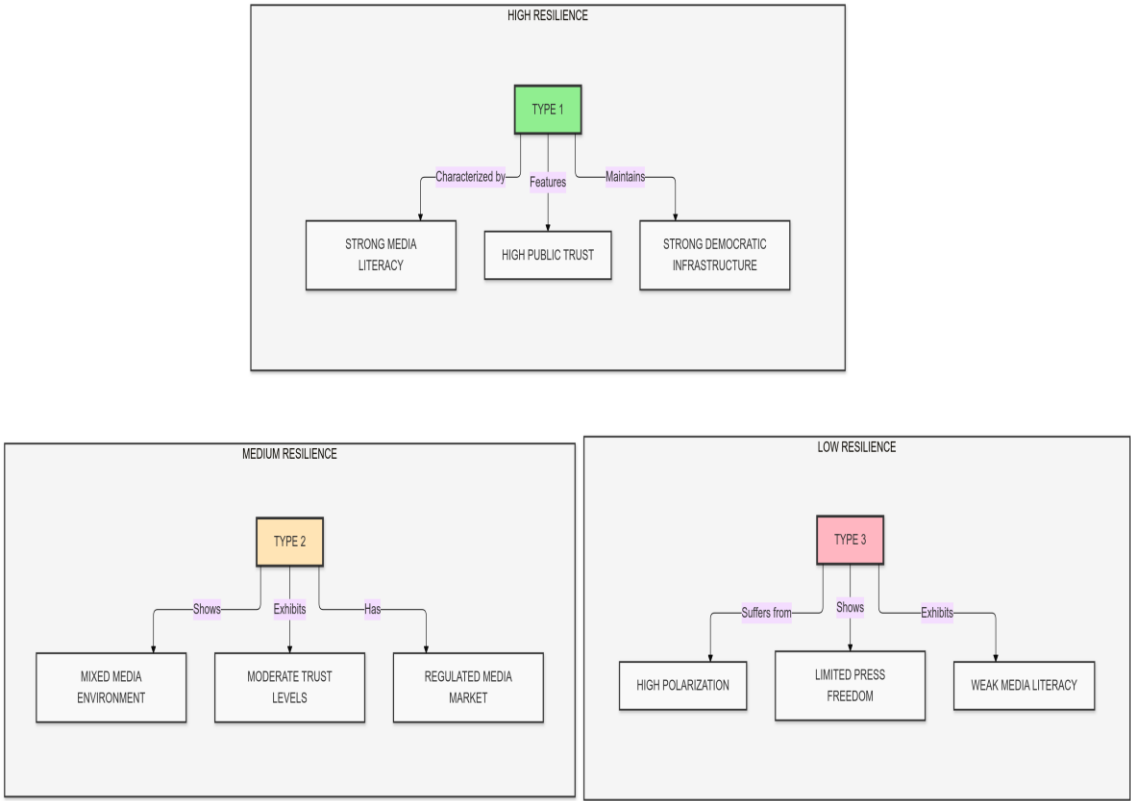 HIGH RESILIENCE
TYPE 1
Characterized by
Features
Maintains
STRONG MEDIA
LITERACY
HIGH PUBLIC TRUST
STRONG DEMOCRATIC
INFRASTRUCTURE
MEDIUM RESILIENCE
TYPE 2
Shows
Exhibits
Has
MIXED MEDIA
ENVIRONMENT
MODERATE TRUST
LEVELS
REGULATED MEDIA
MARKET
LOW RESILIENCE
TYPE 3
Suffers from
Shows
Exhibits
HIGH POLARIZATION
LIMITED PRESS
FREEDOM
WEAK MEDIA LITERACY